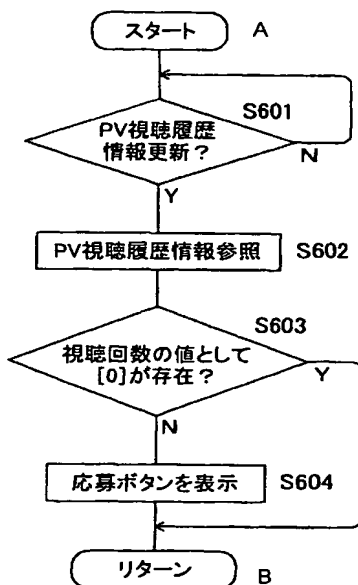 スタート
A
S601
PV視聴履歴
情報更新？
N
Y
PV視聴履歴情報参照
S602
S603
視聴回数の値として
[0]が存在？
Y
N
応募ボタンを表示
S604
リターン
B